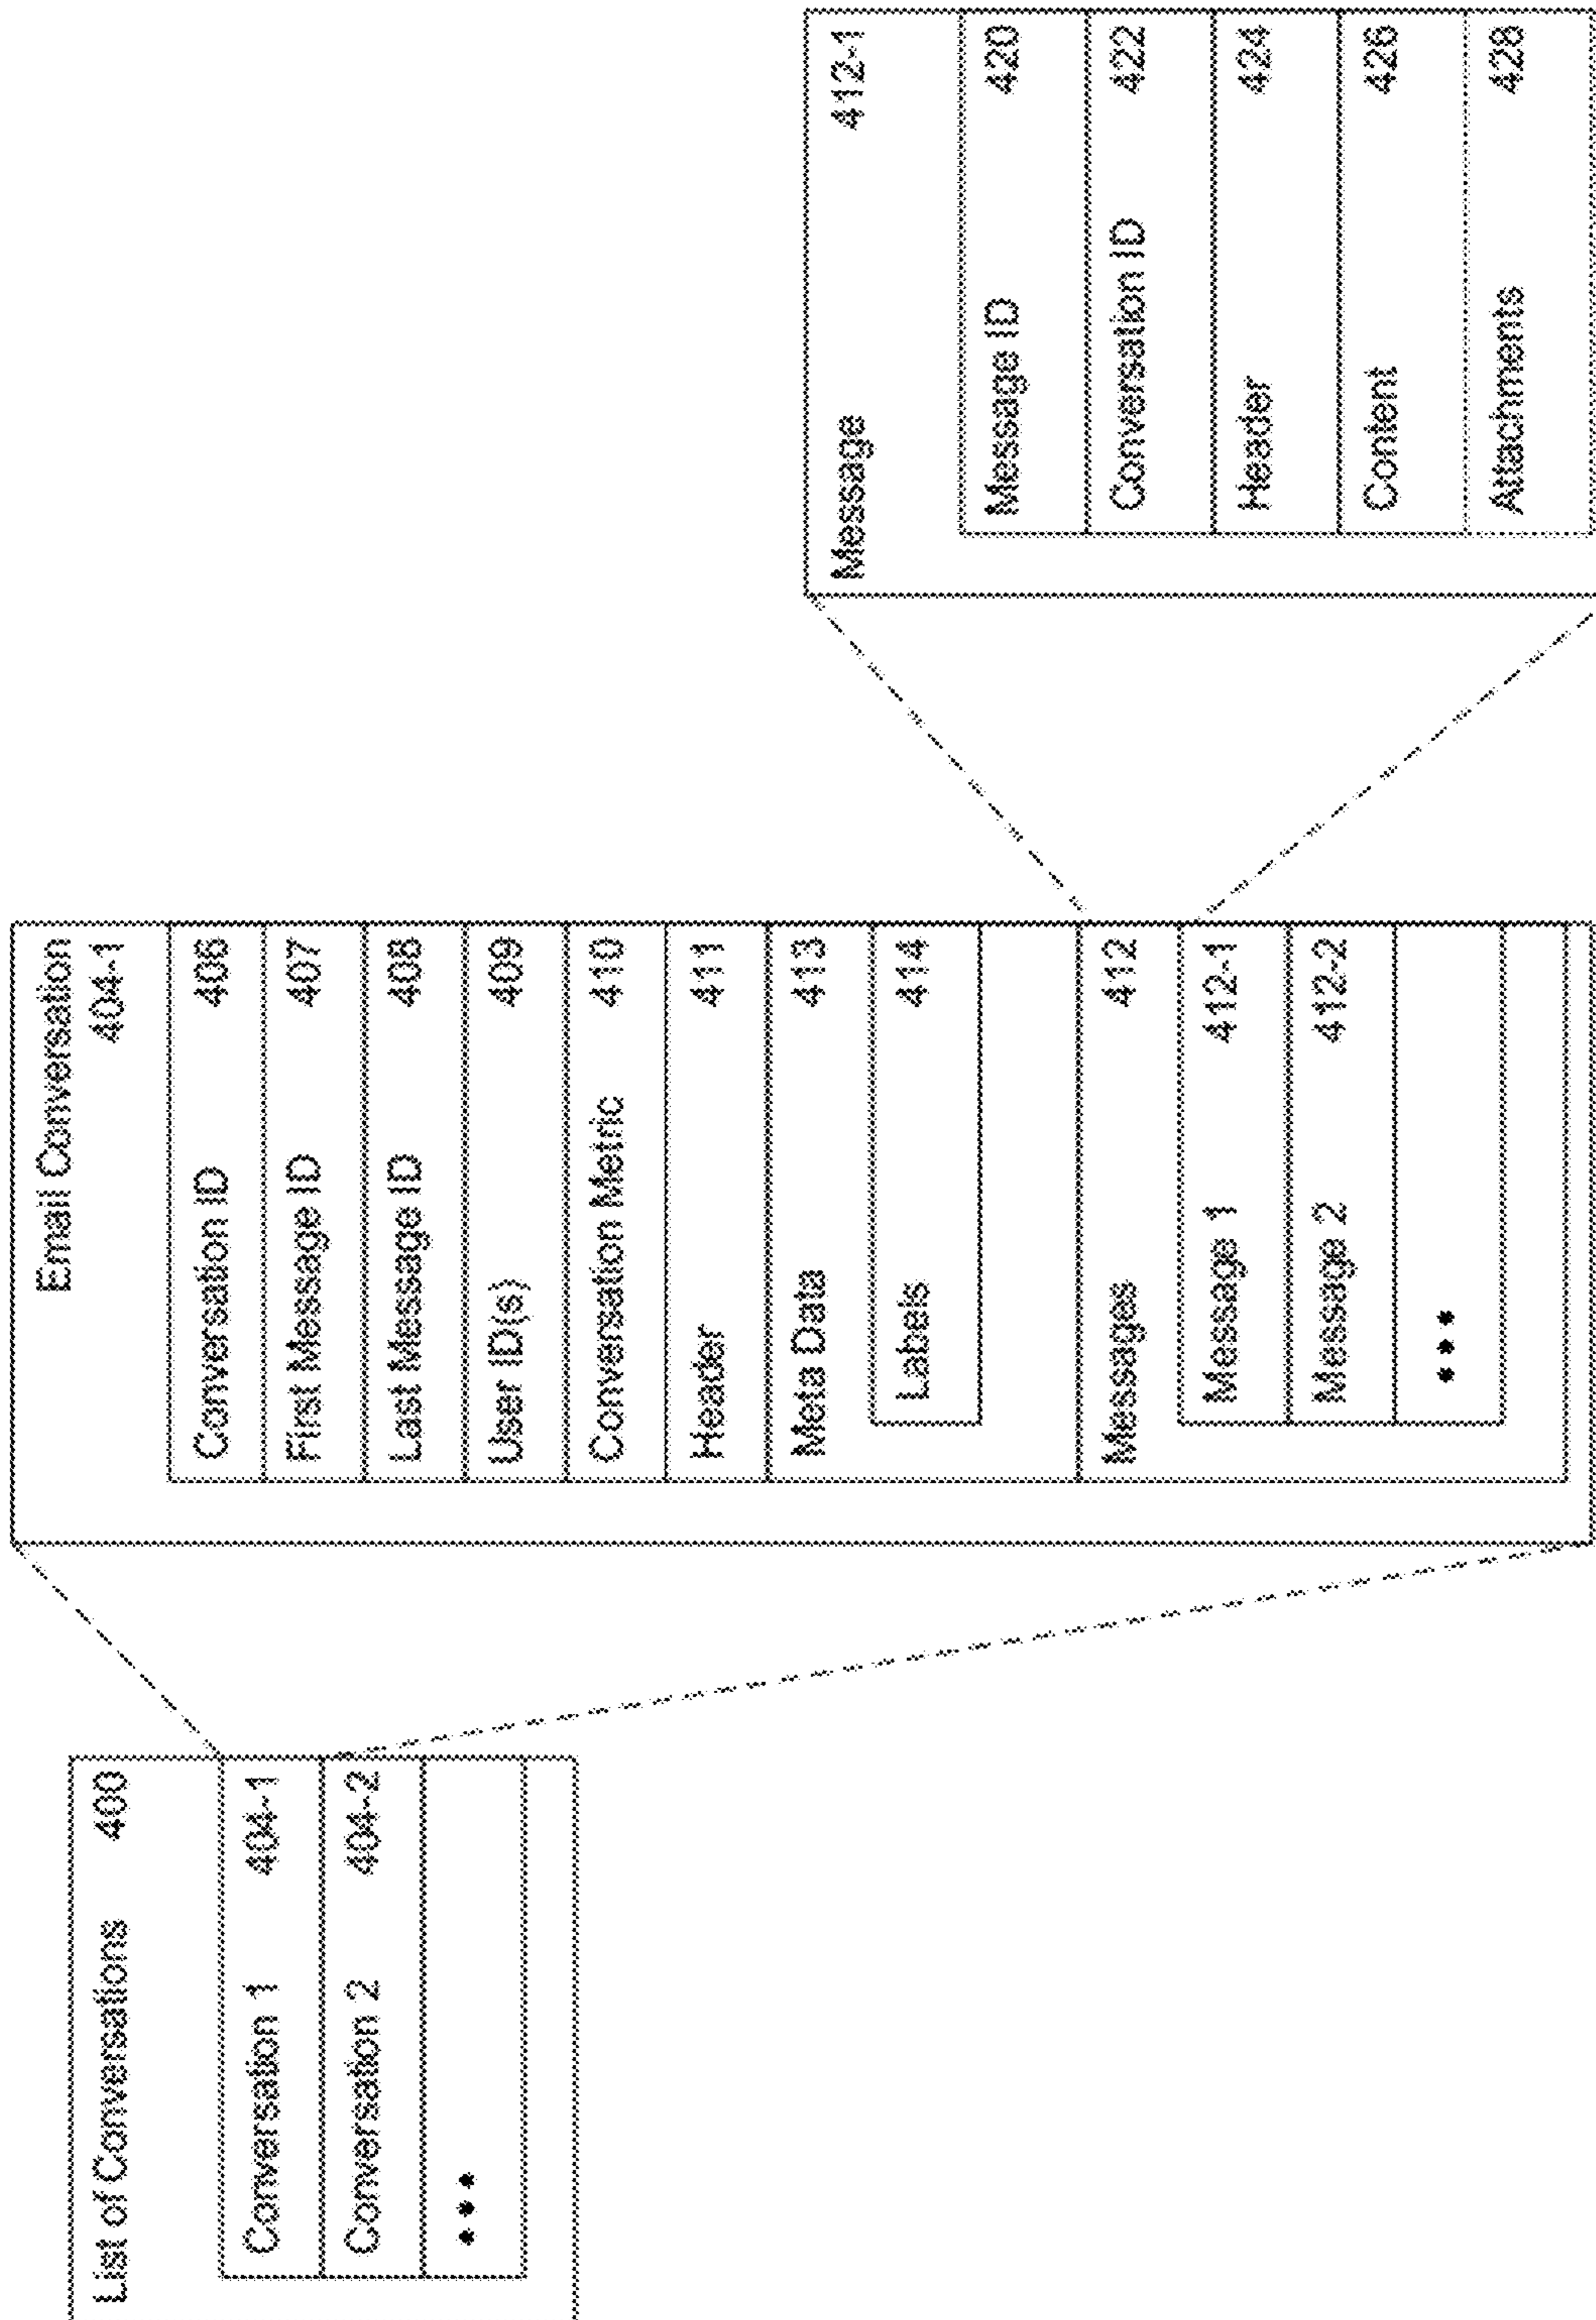 List of Conversations 400
Conversation 1 404-1
Conversation 2 404-2
•••
Email Conversation
404-1
Conversation ID 406
First Message ID 407
Last Message ID 408
User ID(s) 409
Conversation Metric 410
Header 411
Meta Data 413
Labels 414
Messages 412
Message 1 412-1
Message 2 412-2
•••
Message 412-1
Message ID 420
Conversation ID 422
Header 424
Content 426
Attachments 428